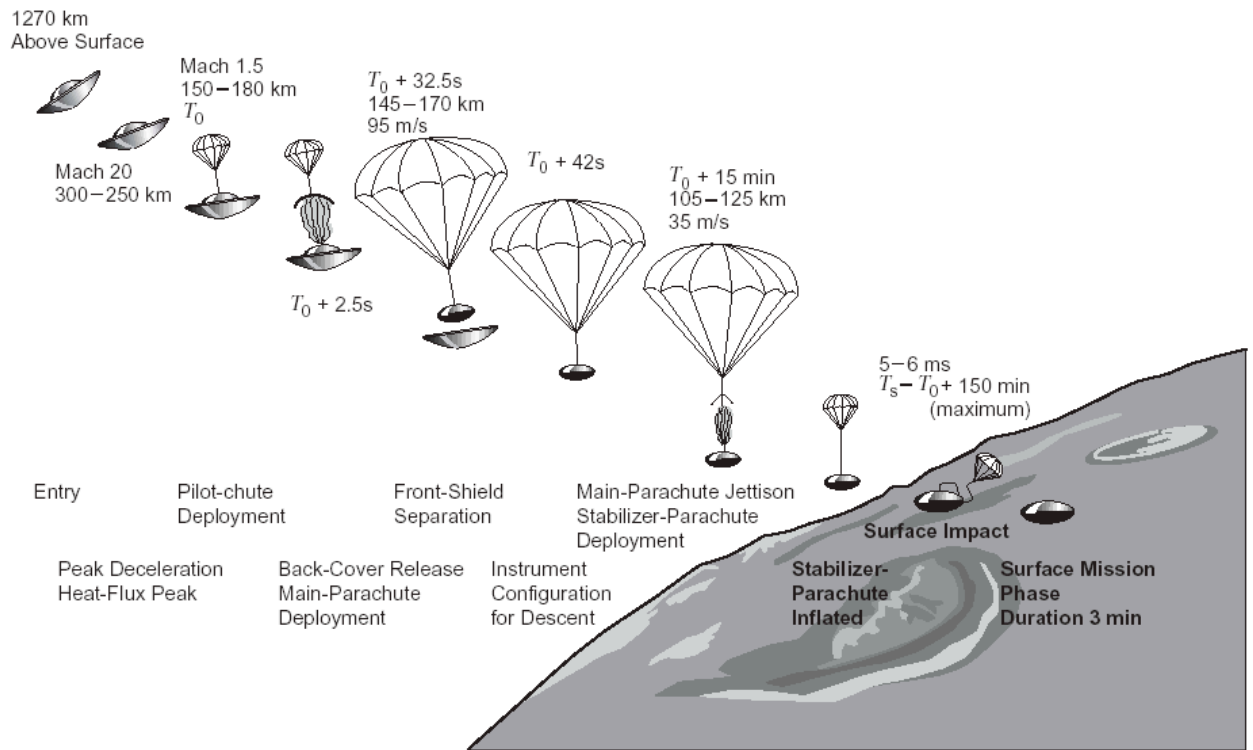 1270 km
Above Surface
Mach 1.5
150–180 km
T0
T0 + 32.5s
145–170 km
95 m/s
Mach 20
300–250 km
T0 + 42s
T0 + 15 min
105–125 km
35 m/s
T0 + 2.5s
5–6 ms
Ts– T0 + 150 min
(maximum)
Entry
Pilot-chute
Deployment
Front-Shield
Separation
Main-Parachute Jettison
Stabilizer-Parachute
Deployment
Surface Impact
Peak Deceleration
Heat-Flux Peak
Back-Cover Release
Main-Parachute
Deployment
Instrument
Configuration
for Descent
Stabilizer-
Parachute
Inflated
Surface Mission
Phase
Duration 3 min